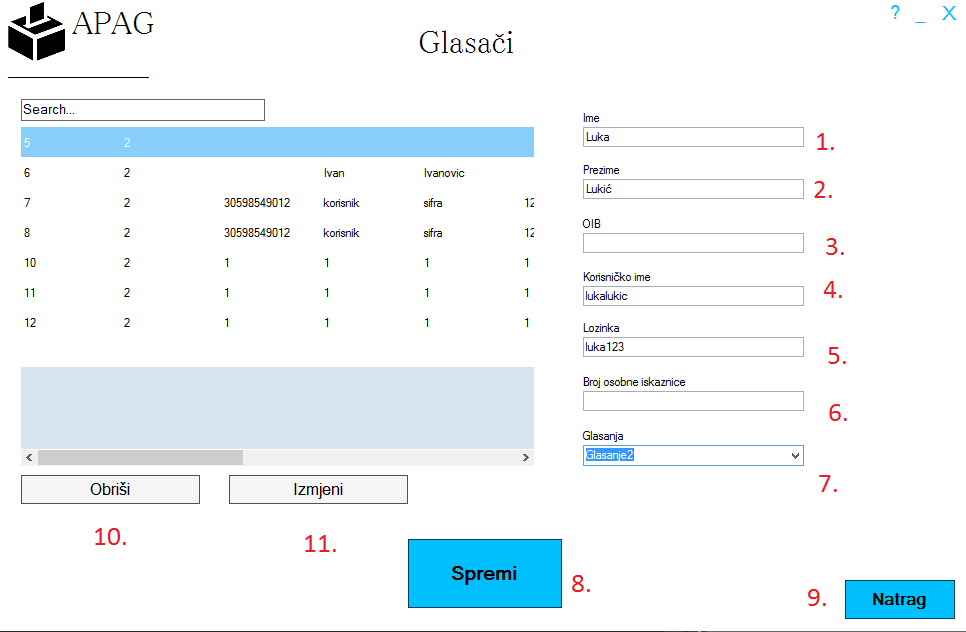 APAG
? _ X
Glasači
Search...
5 2
6 2 Ivan Ivanovic
7 2 30598549012 korisnik sifra 12
8 2 30598549012 korisnik sifra 12
10 2 1 1 1 1
11 2 1 1 1 1
12 2 1 1 1 1
Obriši
10.
Izmjeni
11.
Ime
Luka
1.
Prezime
Lukić
2.
OIB
3.
Korisničko ime
lukalukic
4.
Lozinka
luka123
5.
Broj osobne iskaznice
6.
Glasanja
Glasanje2
7.
Spremi
8.
9.
Natrag